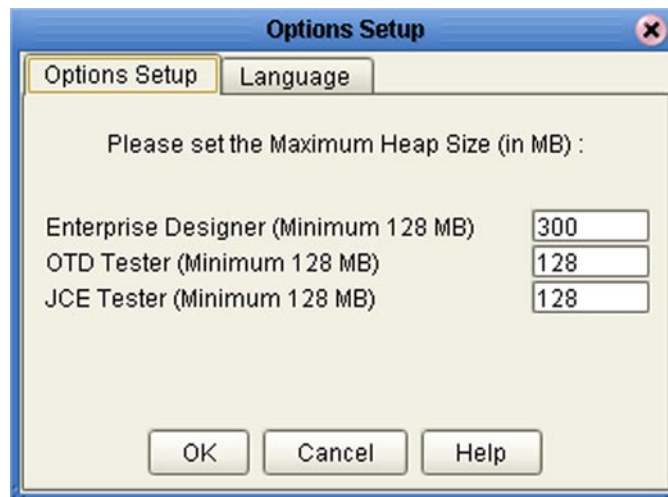 Options Setup
Options Setup Language
Please set the Maximum Heap Size (in MB) :
Enterprise Designer (Minimum 128 MB) 300
OTD Tester (Minimum 128 MB) 128
JCE Tester (Minimum 128 MB) 128
OK Cancel Help